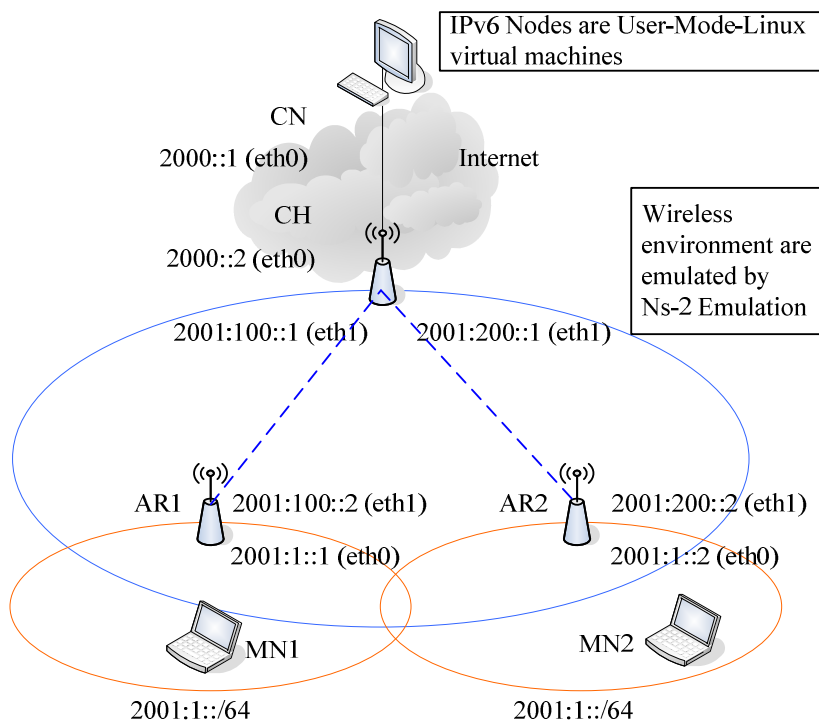 IPv6 Nodes are User-Mode-Linux
virtual machines
CN
2000::1 (eth0)
Internet
CH
2000::2 (eth0)
Wireless
environment are
emulated by
Ns-2 Emulation
2001:100::1 (eth1)
2001:200::1 (eth1)
AR1
2001:100::2 (eth1)
AR2
2001:200::2 (eth1)
2001:1::1 (eth0)
2001:1::2 (eth0)
MN1
MN2
2001:1::/64
2001:1::/64